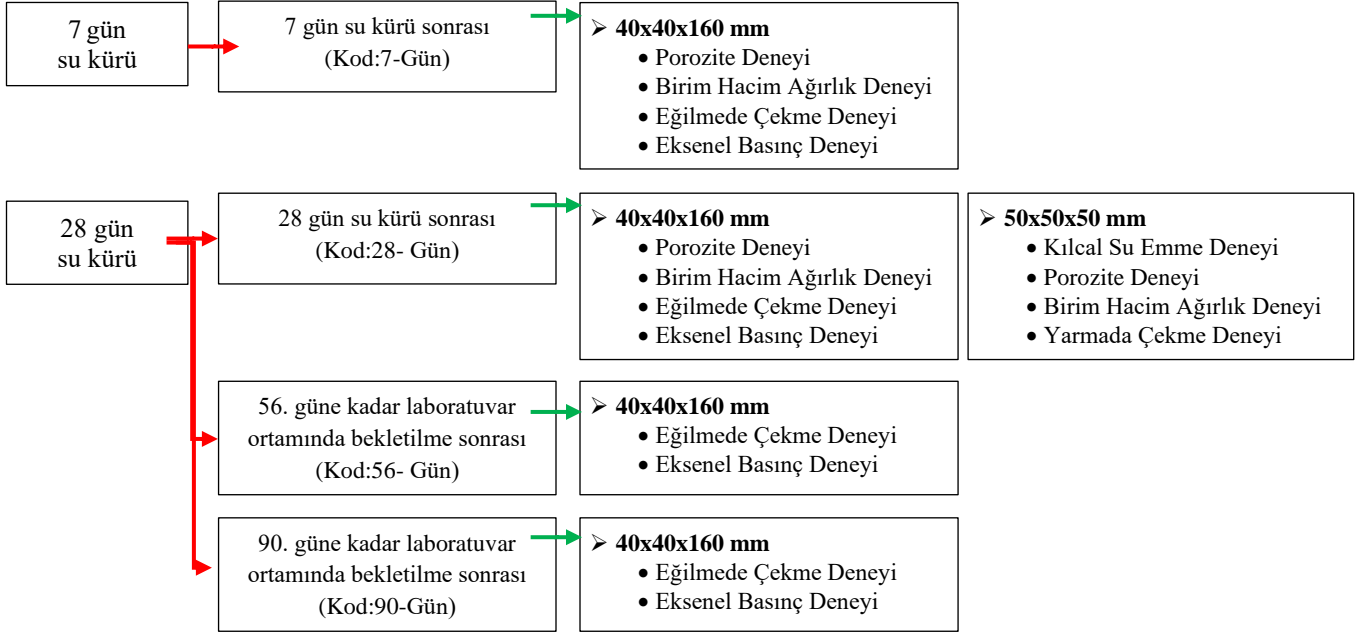 7 gün
su kürü
7 gün su kürü sonrası
(Kod:7-Gün)
➢ 40x40x160 mm
• Porozite Deneyi
• Birim Hacim Ağırlık Deneyi
• Eğilmede Çekme Deneyi
• Eksenel Basınç Deneyi
28 gün
su kürü
28 gün su kürü sonrası
(Kod:28- Gün)
➢ 40x40x160 mm
• Porozite Deneyi
• Birim Hacim Ağırlık Deneyi
• Eğilmede Çekme Deneyi
• Eksenel Basınç Deneyi
➢ 50x50x50 mm
• Kılcal Su Emme Deneyi
• Porozite Deneyi
• Birim Hacim Ağırlık Deneyi
• Yarmada Çekme Deneyi
56. güne kadar laboratuvar
ortamında bekletilme sonrası
(Kod:56- Gün)
➢ 40x40x160 mm
• Eğilmede Çekme Deneyi
• Eksenel Basınç Deneyi
90. güne kadar laboratuvar
ortamında bekletilme sonrası
(Kod:90-Gün)
➢ 40x40x160 mm
• Eğilmede Çekme Deneyi
• Eksenel Basınç Deneyi